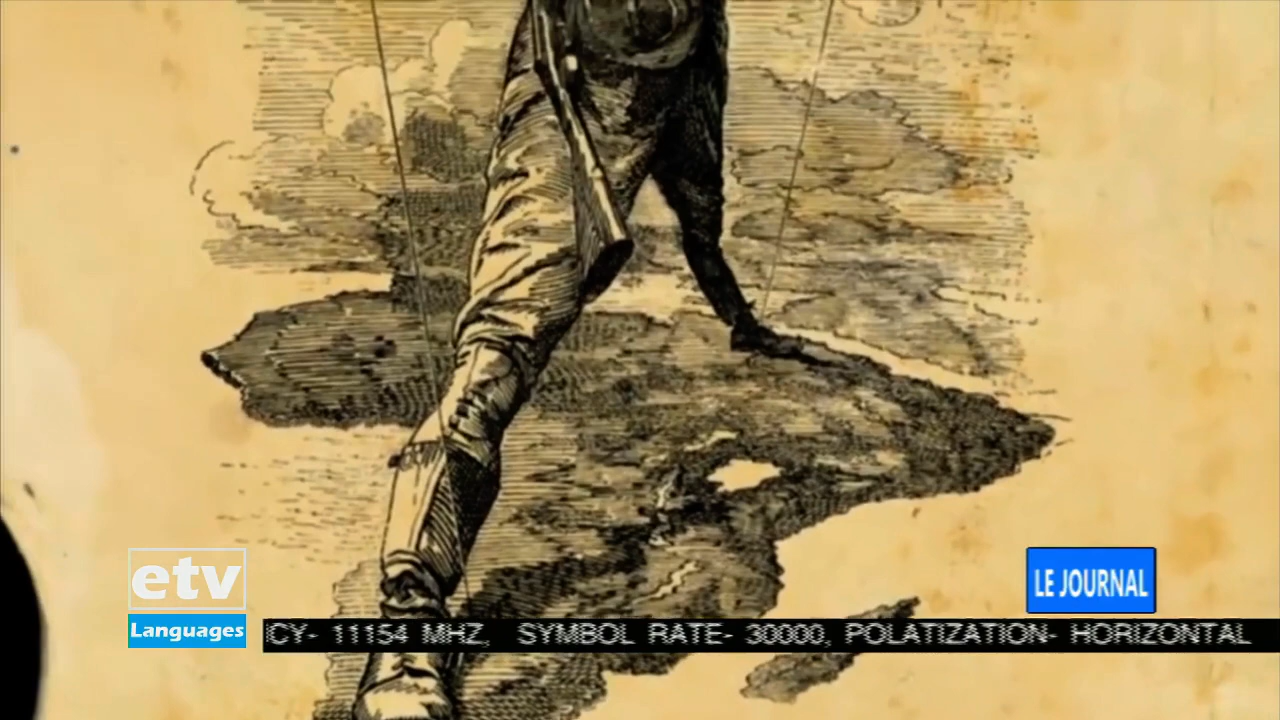 etv
Languages
LE JOURNAL
CY- 11154 MHZ, SYMBOL RATE- 30000, POLATIZATION- HORIZONTAL